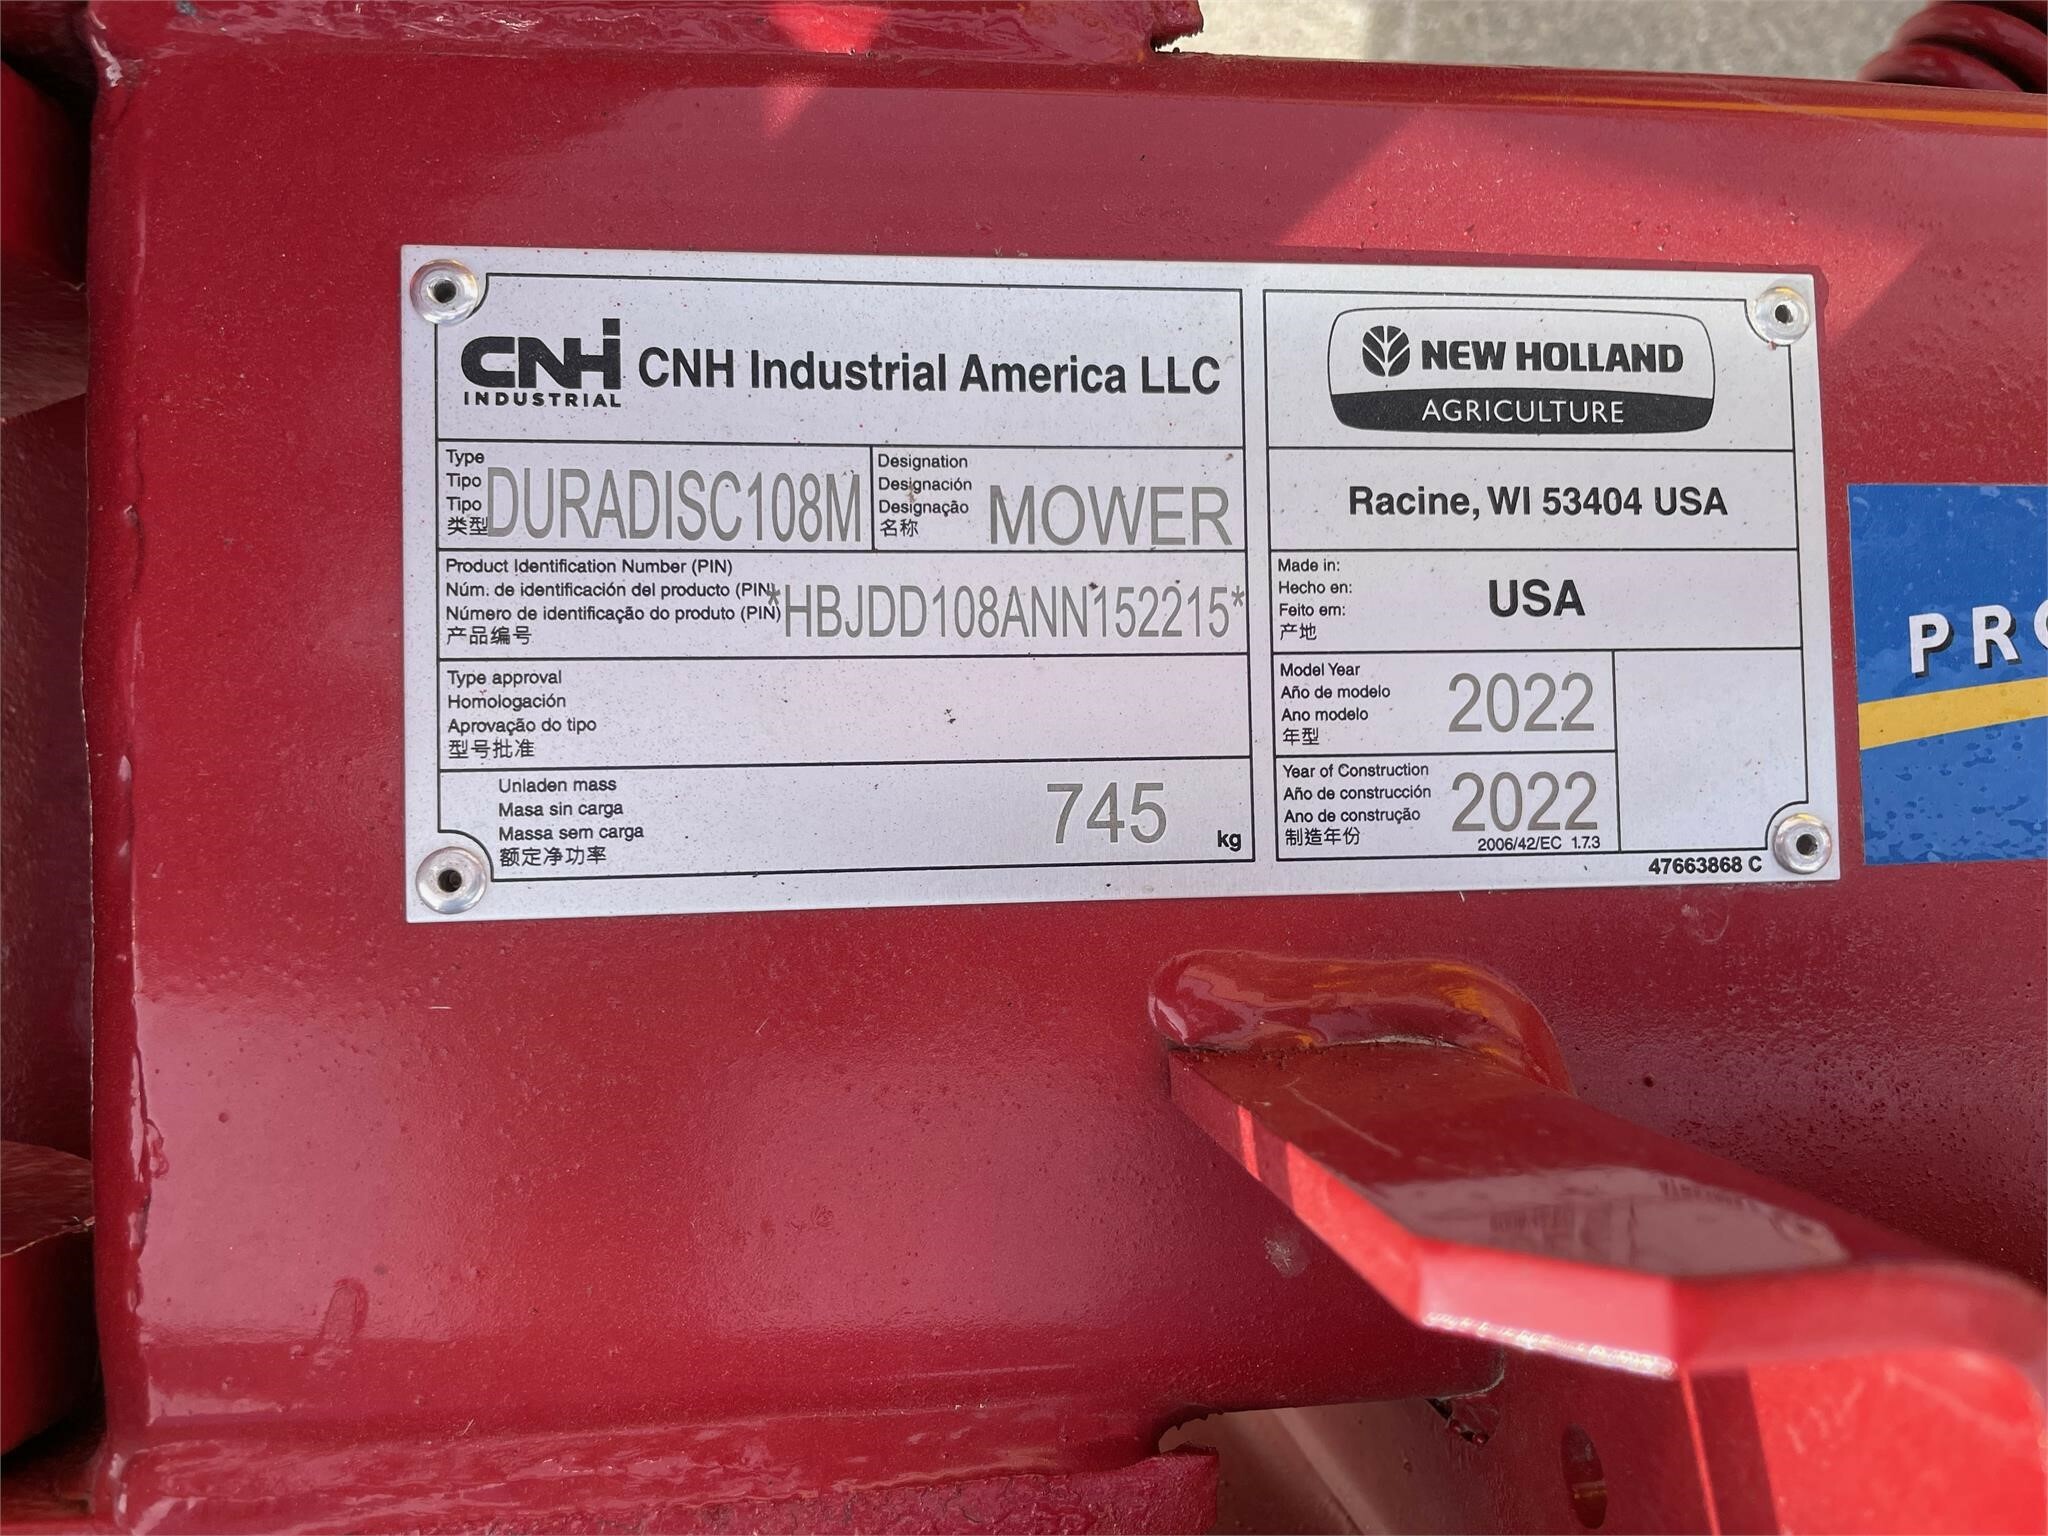 CNH INDUSTRIAL CNH Industrial America LLC
Type
Tipo
Tipo
类型
DURADISC108M
Designation
Designación
Designação
名称
MOWER
Product Identification Number (PIN)
Núm. de identificación del producto (PIN)
Número de identificação do produto (PIN)
产品编号
*HBJDD108ANN152215*
Type approval
Homologación
Aprovação do tipo
型号批准
Unladen mass
Masa sin carga
Massa sem carga
额定净功率
745 kg
NEW HOLLAND
AGRICULTURE
Racine, WI 53404 USA
Made in:
Hecho en:
Feito em:
产地
USA
Model Year
Año de modelo
Ano modelo
年型
2022
Year of Construction
Año de construcción
Ano de construção
制造年份
2022
2006/42/EC 1.7.3
47663868 C